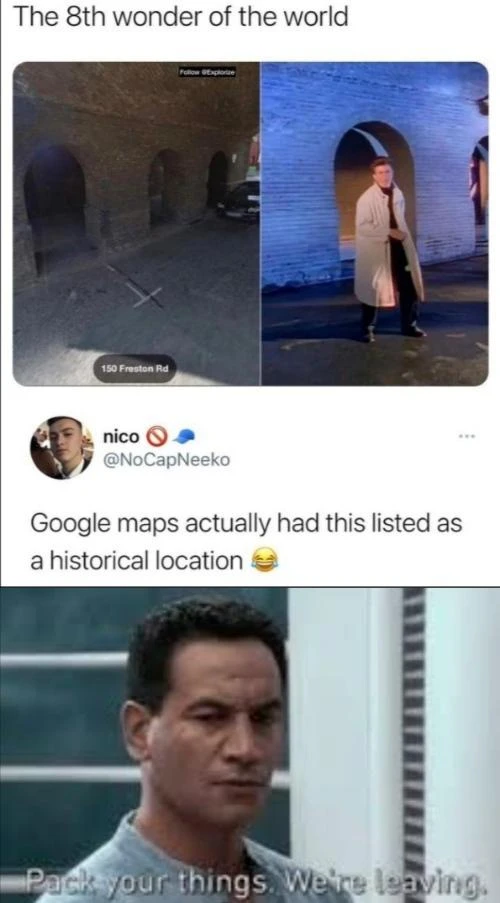 The 8th wonder of the world
Follow @Explorize
150 Freston Rd
nico 🚫 🧢
@NoCapNeeko
Google maps actually had this listed as
a historical location 😂
Pack your things. We're leaving.